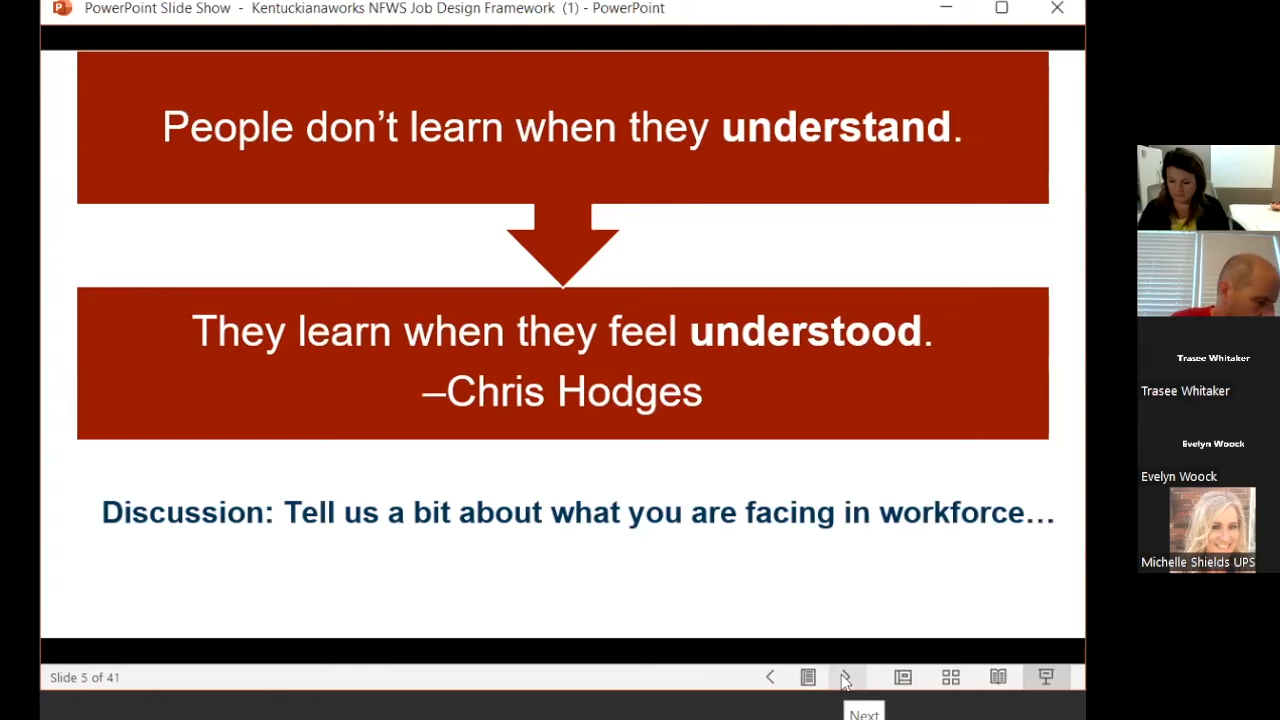 PowerPoint Slide Show - Kentuckianaworks NFWS Job Design Framework (1) - PowerPoint
People don’t learn when they understand.
They learn when they feel understood.
–Chris Hodges
Discussion: Tell us a bit about what you are facing in workforce…
Slide 5 of 41
Next
Trasee Whitaker
Trasee Whitaker
Evelyn Woock
Evelyn Woock
Michelle Shields UPS